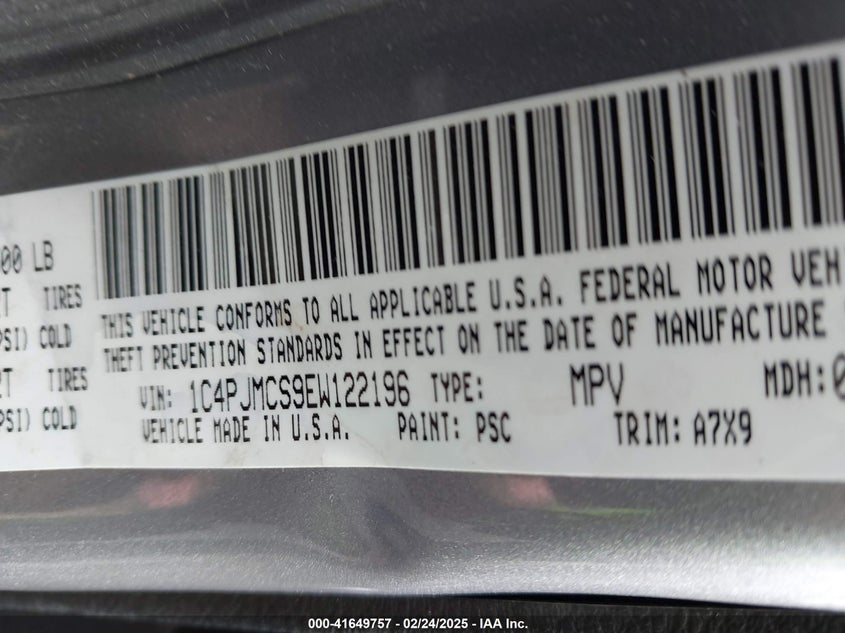 00 LB
TIRES
PSI) COLD
TIRES
PSI) COLD
THIS VEHICLE CONFORMS TO ALL APPLICABLE U.S.A. FEDERAL MOTOR VEH
THEFT PREVENTION STANDARDS IN EFFECT ON THE DATE OF MANUFACTURE
VIN: 1C4PJMCS9EW122196 TYPE: MPV MDH:0
VEHICLE MADE IN U.S.A. PAINT: PSC TRIM: A7X9
000-41649757 - 02/24/2025 - IAA Inc.